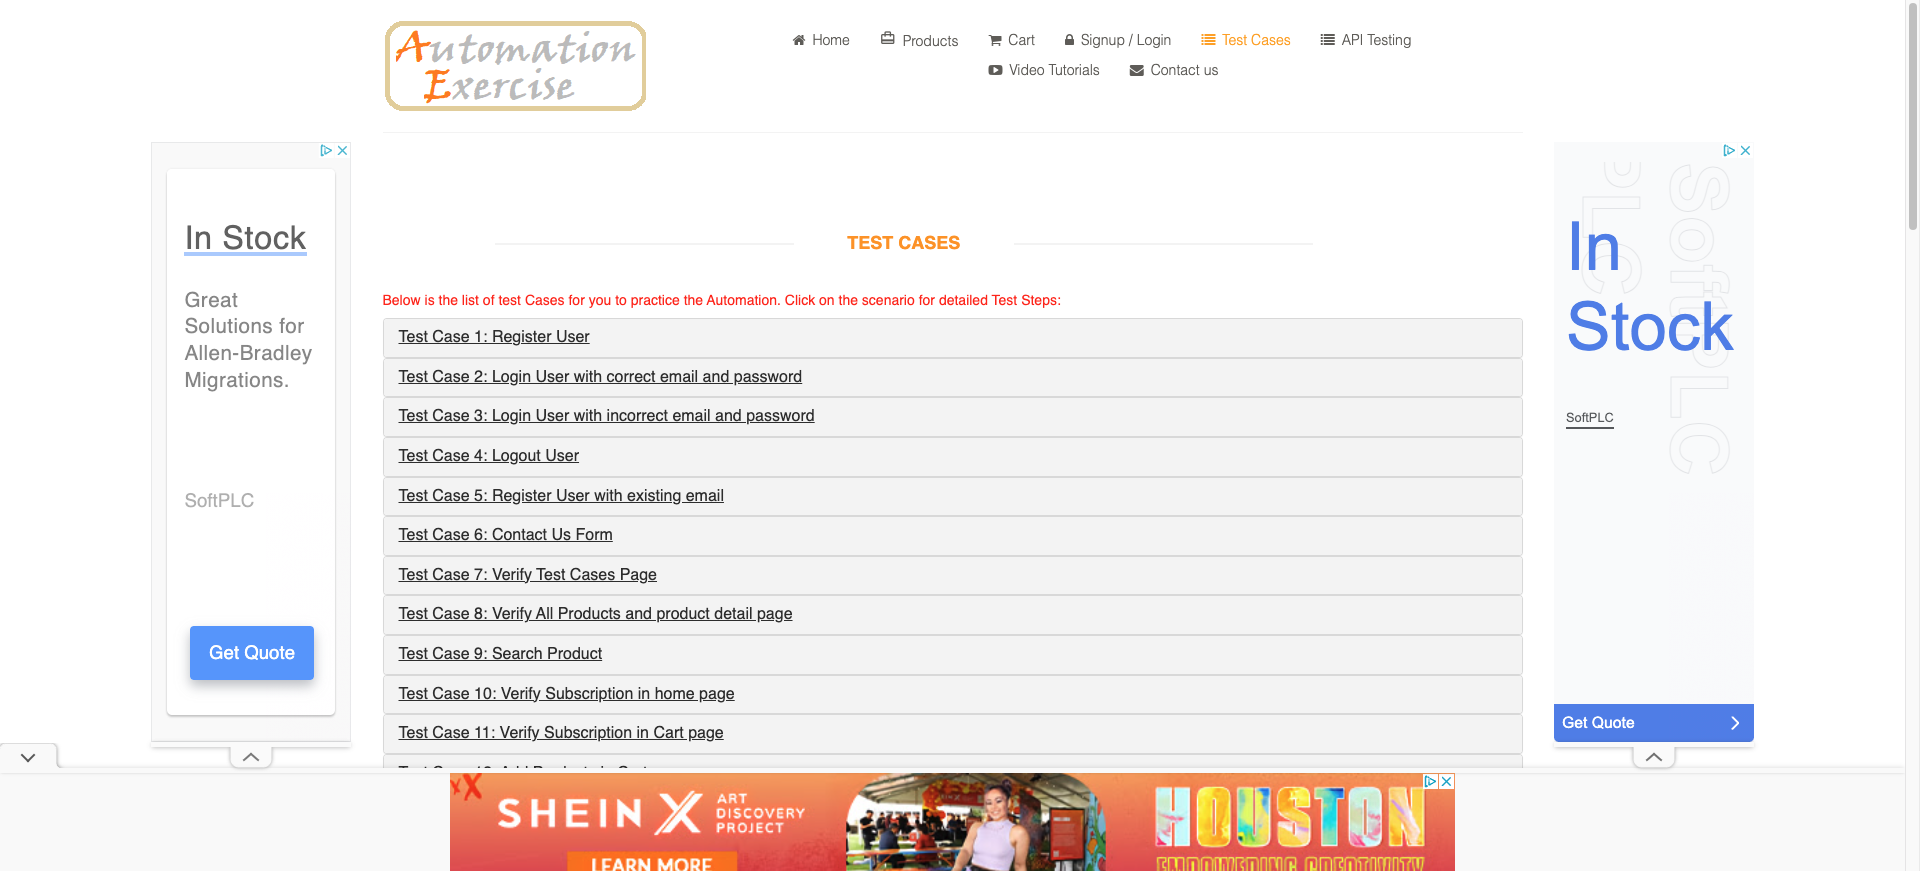 Automation
Exercise
Home
Products
Cart
Signup / Login
Test Cases
API Testing
Video Tutorials
Contact us
In Stock
Great
Solutions for
Allen-Bradley
Migrations.
SoftPLC
Get Quote
TEST CASES
Below is the list of test Cases for you to practice the Automation. Click on the scenario for detailed Test Steps:
Test Case 1: Register User
Test Case 2: Login User with correct email and password
Test Case 3: Login User with incorrect email and password
Test Case 4: Logout User
Test Case 5: Register User with existing email
Test Case 6: Contact Us Form
Test Case 7: Verify Test Cases Page
Test Case 8: Verify All Products and product detail page
Test Case 9: Search Product
Test Case 10: Verify Subscription in home page
Test Case 11: Verify Subscription in Cart page
SoftPLC
In
Stock
SoftPLC
Get Quote
SHEIN X
ART
DISCOVERY
PROJECT
LEARN MORE
HOUSTON
EMPOWERING CREATIVITY